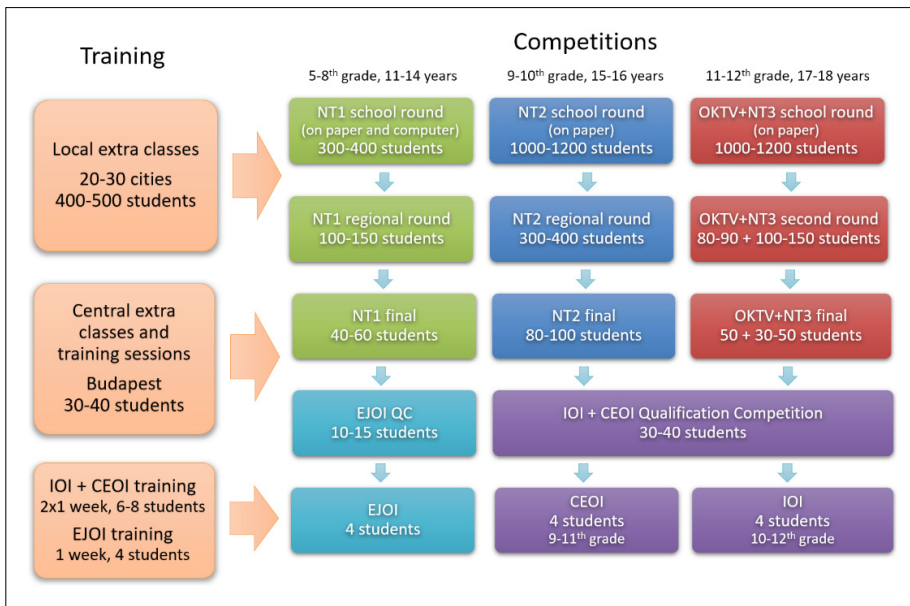 Training
Competitions
5-8th grade, 11-14 years
9-10th grade, 15-16 years
11-12th grade, 17-18 years
Local extra classes
20-30 cities
400-500 students
NT1 school round
(on paper and computer)
300-400 students
NT2 school round
(on paper)
1000-1200 students
OKTV+NT3 school round
(on paper)
1000-1200 students
NT1 regional round
100-150 students
NT2 regional round
300-400 students
OKTV+NT3 second round
80-90 + 100-150 students
Central extra
classes and
training sessions
Budapest
30-40 students
NT1 final
40-60 students
NT2 final
80-100 students
OKTV+NT3 final
50 + 30-50 students
EJOI QC
10-15 students
IOI + CEOI Qualification Competition
30-40 students
IOI + CEOI training
2x1 week, 6-8 students
EJOI training
1 week, 4 students
EJOI
4 students
CEOI
4 students
9-11th grade
IOI
4 students
10-12th grade